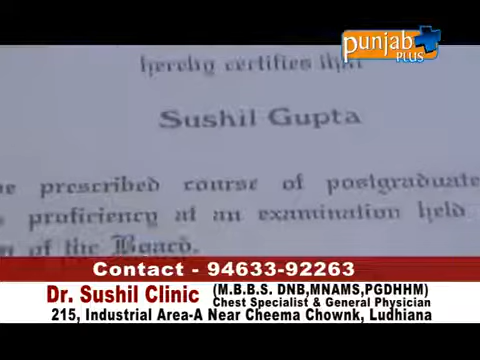 punjab
PLUS
hereby certifies that
Sushil Gupta
prescribed course of postgraduate
proficiency at an examination held
of the Board.
Contact - 94633-92263
Dr. Sushil Clinic (M.B.B.S. DNB,MNAMS,PGDHHM)
Chest Specialist & General Physician
215, Industrial Area-A Near Cheema Chownk, Ludhiana